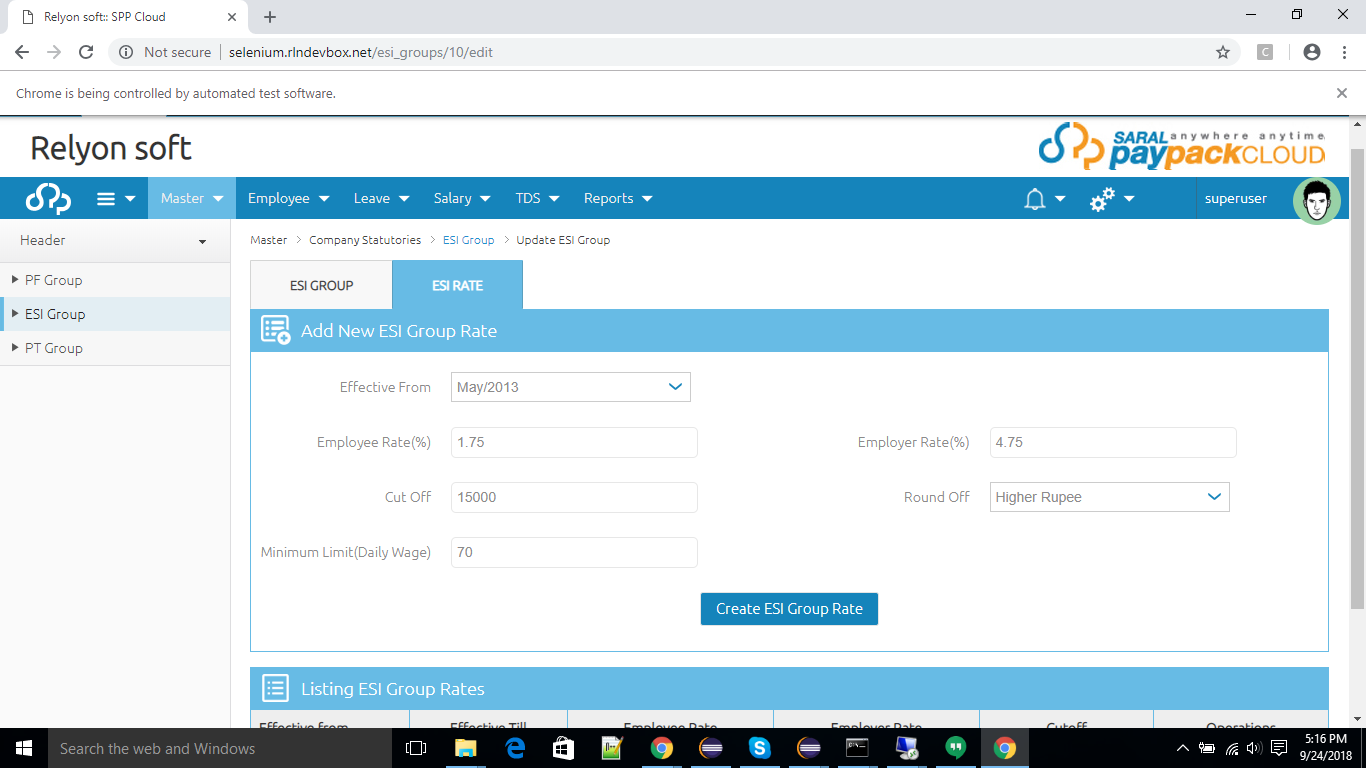 Relyon soft:: SPP Cloud
Not secure selenium.rlndevbox.net/esi_groups/10/edit
Chrome is being controlled by automated test software.
Relyon soft
SARAL anywhere anytime
paypackCLOUD
Master Employee Leave Salary TDS Reports superuser
Header
Master > Company Statutories > ESI Group > Update ESI Group
PF Group
ESI Group
PT Group
ESI GROUP ESI RATE
Add New ESI Group Rate
Effective From May/2013
Employee Rate(%) 1.75 Employer Rate(%) 4.75
Cut Off 15000 Round Off Higher Rupee
Minimum Limit(Daily Wage) 70
Create ESI Group Rate
Listing ESI Group Rates
Effective from Effective Till Employee Rate Employer Rate Cutoff Operations
Search the web and Windows
5:16 PM
9/24/2018